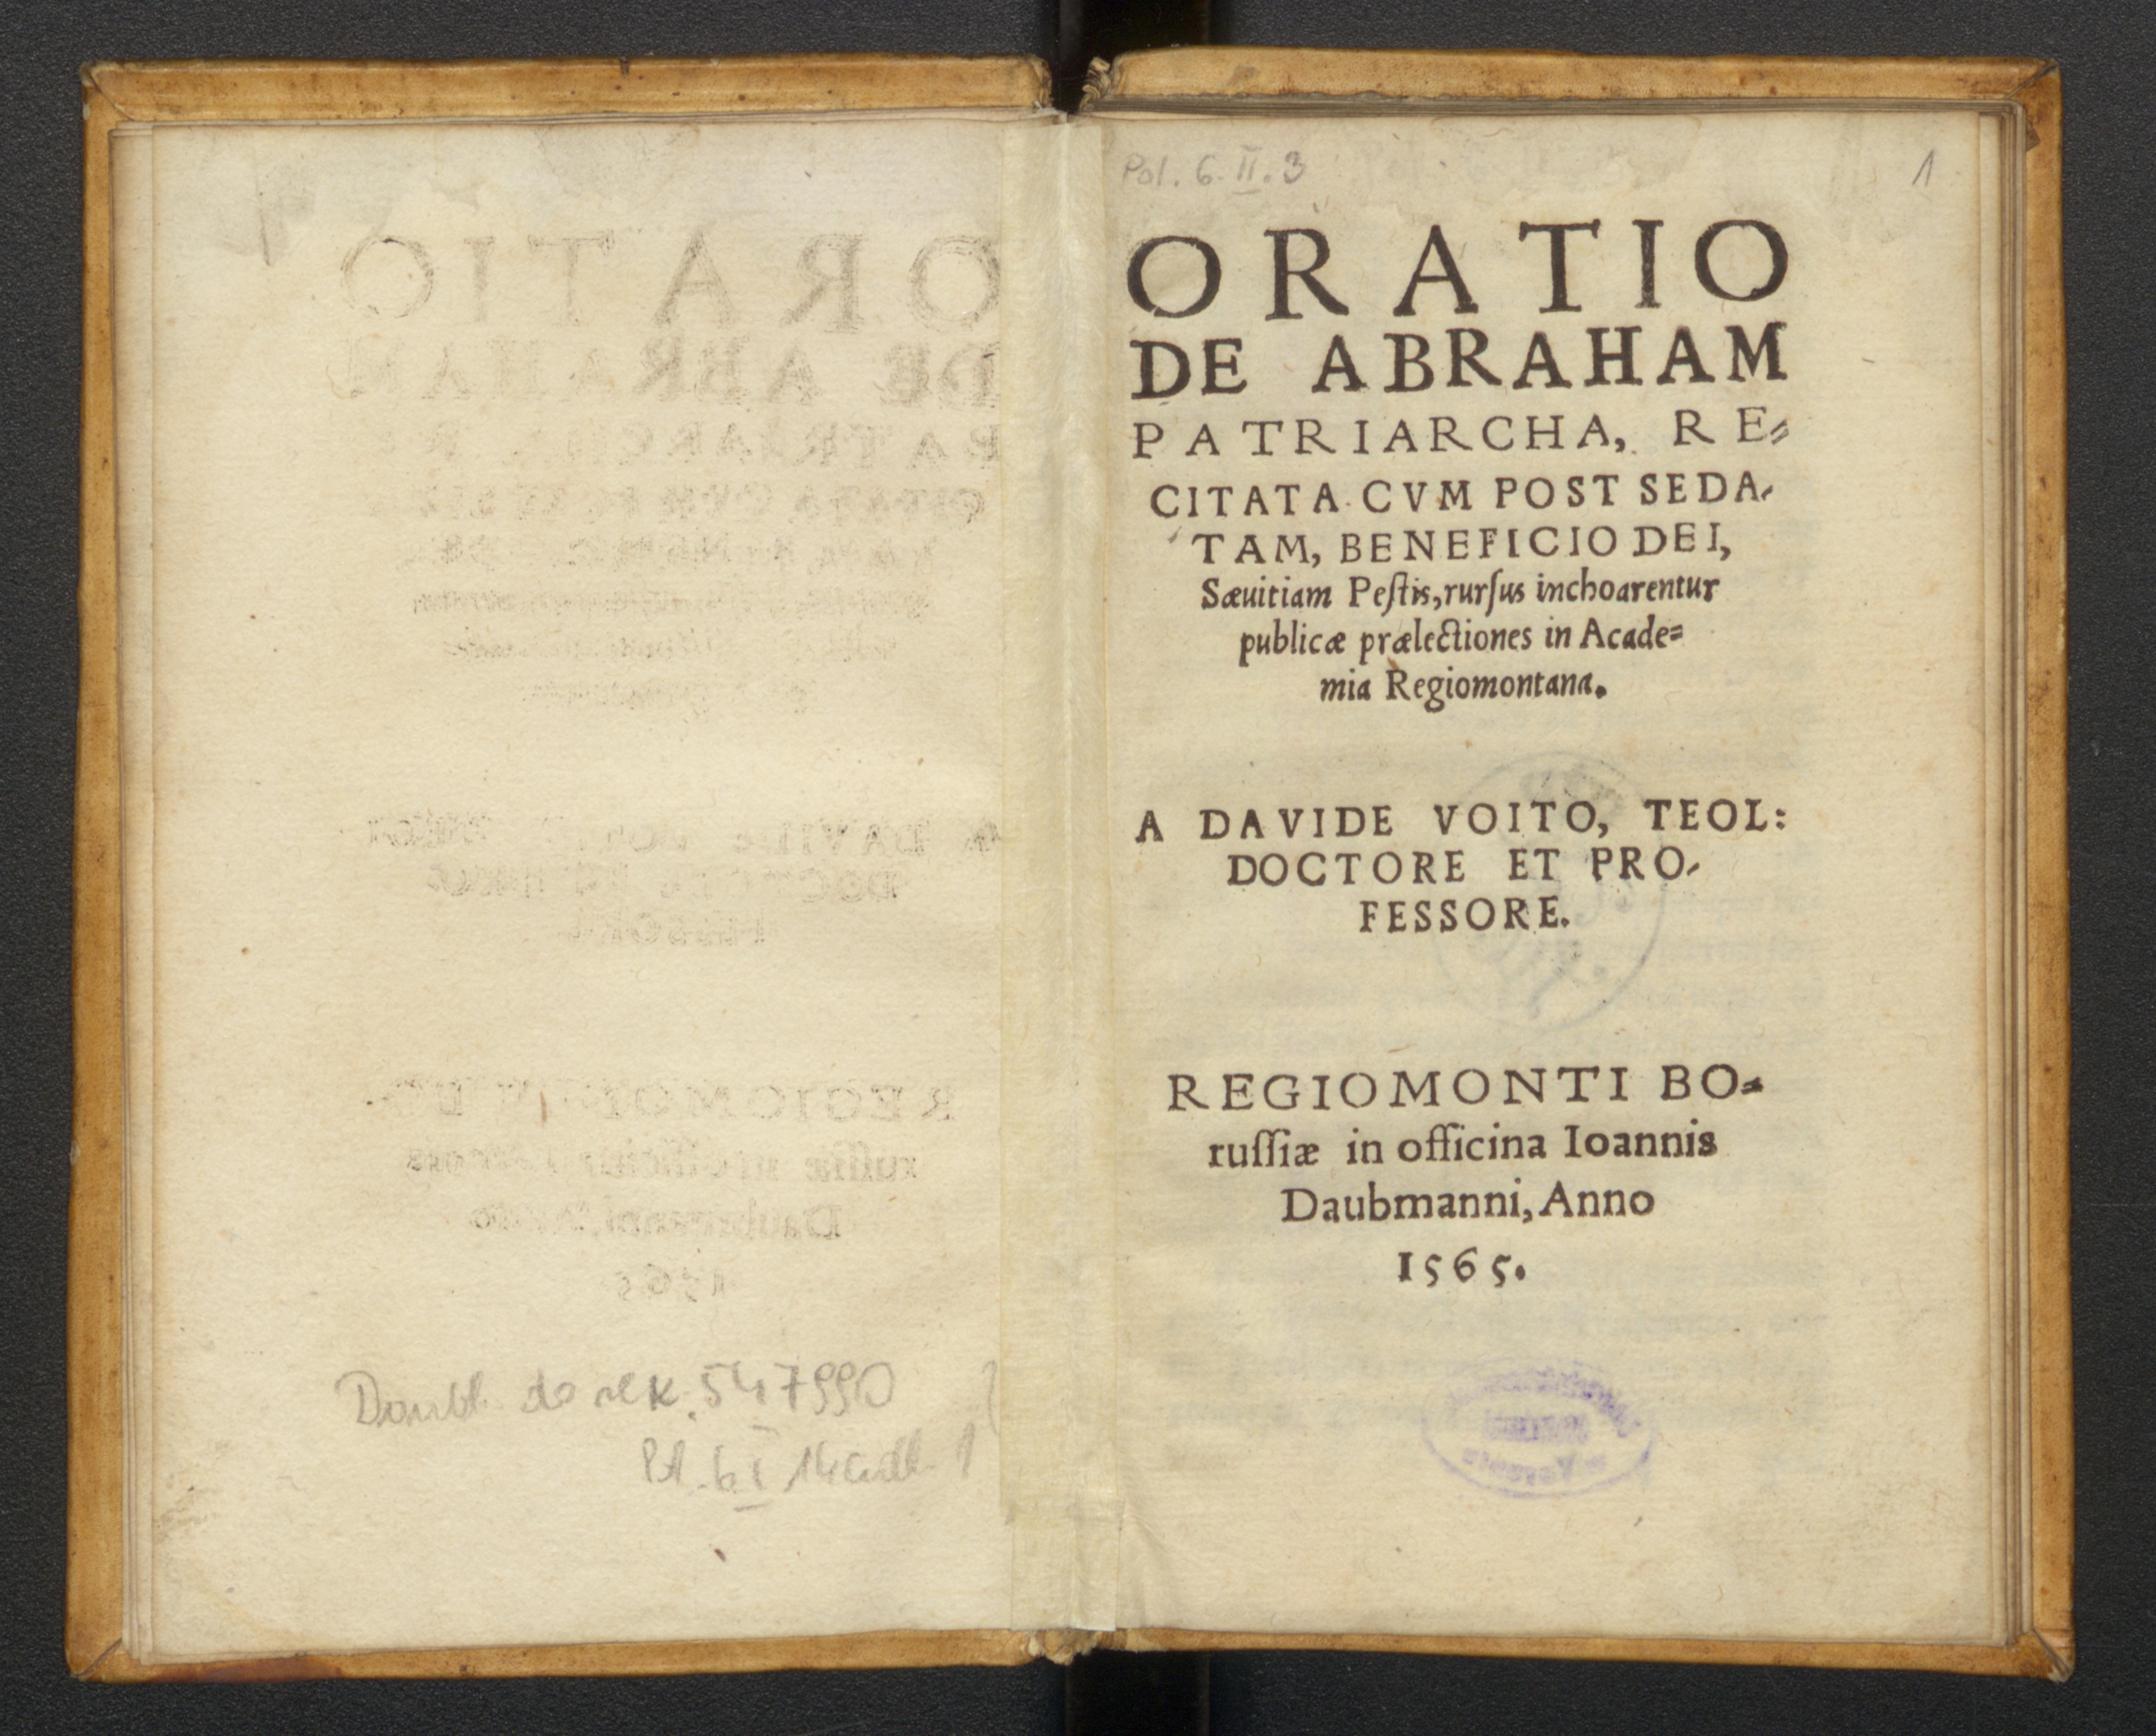 547990
Pol. 6. II. 3
1
ORATIO
DE ABRAHAM
PATRIARCHA, RE⸗
CITATA CVM POST SEDA-
TAM, BENEFICIO DEI,
Sæuitiam Peſtis, rurſus inchoarentur
publicæ prælectiones in Acade⸗
mia Regiomontana.
A DAVIDE VOITO, TEOL:
DOCTORE ET PRO-
FESSORE.
REGIOMONTI BO⸗
ruſſiæ in officina Ioannis
Daubmanni, Anno
1565.